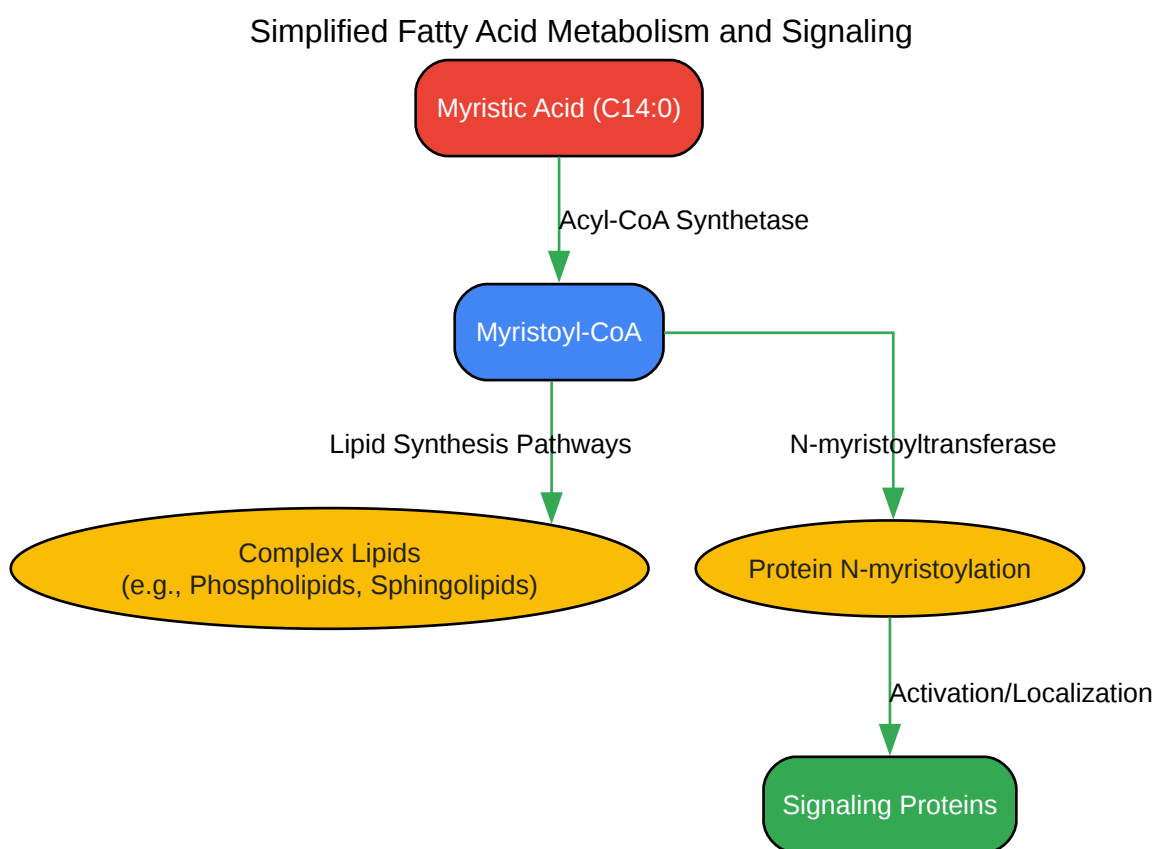 Simplified Fatty Acid Metabolism and Signaling
Myristic Acid (C14:0)
Acyl-CoA Synthetase
Myristoyl-CoA
Lipid Synthesis Pathways
N-myristoyltransferase
Complex Lipids
(e.g., Phospholipids, Sphingolipids)
Protein N-myristoylation
Activation/Localization
Signaling Proteins